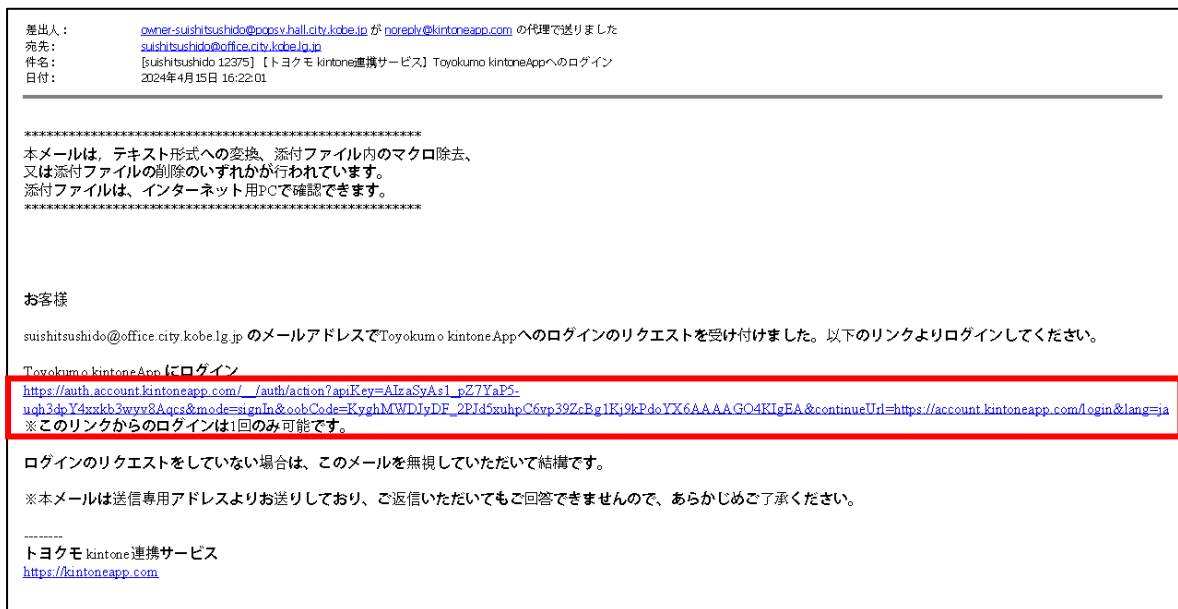 差出人： owner-suishitsushido@popsv.hall.city.kobe.jp が noreply@kintoneapp.com の代理で送りました
宛先： suishitsushido@office.city.kobe.lg.jp
件名： [suishitsushido 12375] 【トヨクモ kintone連携サービス】Toyokumo kintoneAppへのログイン
日付： 2024年4月15日 16:22:01
******************************************************
本メールは，テキスト形式への変換、添付ファイル内のマクロ除去、
又は添付ファイルの削除のいずれかが行われています。
添付ファイルは、インターネット用PCで確認できます。
******************************************************
お客様
suishitsushido@office.city.kobe.lg.jp のメールアドレスでToyokumo kintoneAppへのログインのリクエストを受け付けました。以下のリンクよりログインしてください。
Toyokumo kintoneApp にログイン
https://auth.account.kintoneapp.com/__/auth/action?apiKey=AIzaSyAs1_pZ7YaP5-
uqh3dpY4xxkb3wyv8Aqcs&mode=signIn&oobCode=KyghMWDJyDF_2PJd5xuhpC6vp39ZcBg1Kj9kPdoYX6AAAAGO4KIgEA&continueUrl=https://account.kintoneapp.com/login&lang=ja
※このリンクからのログインは1回のみ可能です。
ログインのリクエストをしていない場合は、このメールを無視していただいて結構です。
※本メールは送信専用アドレスよりお送りしており、ご返信いただいてもご回答できませんので、あらかじめご了承ください。
--------
トヨクモ kintone連携サービス
https://kintoneapp.com